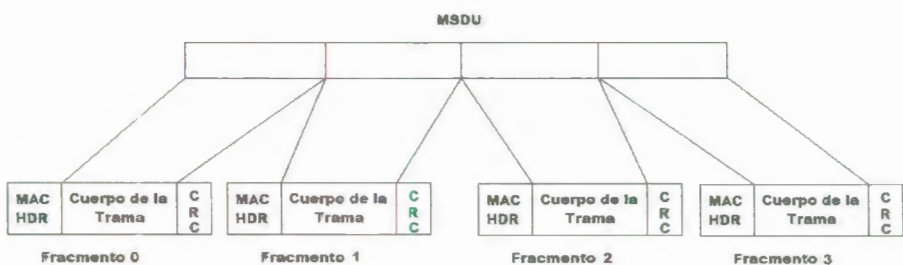 MSDU
MAC HDR
Cuerpo de la Trama
C R C
MAC HDR
Cuerpo de la Trama
C R C
MAC HDR
Cuerpo de la Trama
C R C
MAC HDR
Cuerpo de la Trama
C R C
Fracmento 0
Fracmento 1
Fracmento 2
Fracmento 3